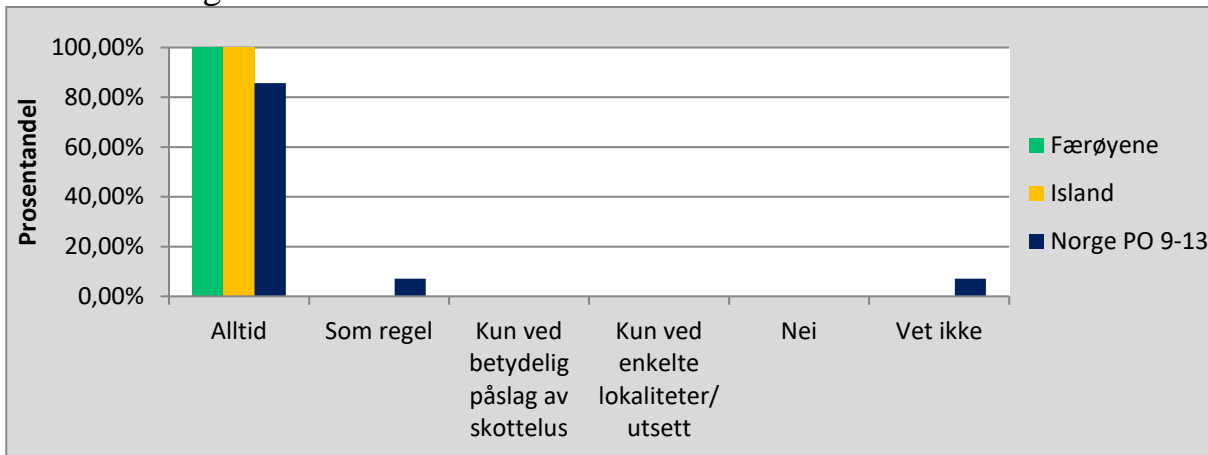 100,00%
80,00%
60,00%
40,00%
20,00%
0,00%
Prosentandel
Alltid
Som regel
Kun ved
betydelig
påslag av
skottelus
Kun ved
enkelte
lokaliteter/
utsett
Nei
Vet ikke
Færøyene
Island
Norge PO 9-13